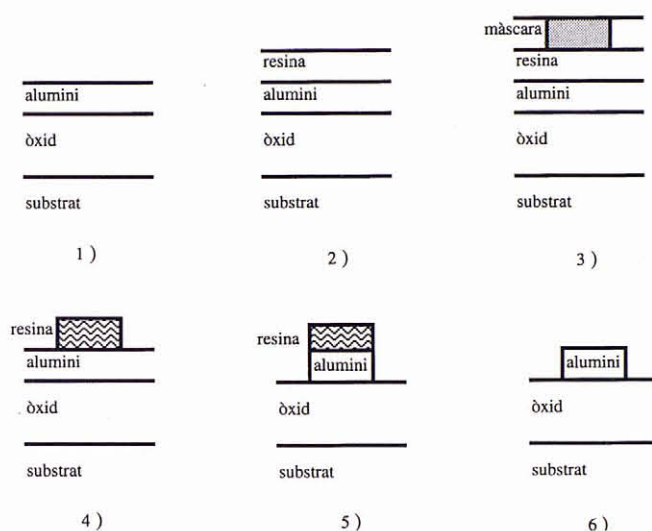 alumini
òxid
substrat
1 )
resina
alumini
òxid
substrat
2 )
màscara
resina
alumini
òxid
substrat
3 )
resina
alumini
òxid
substrat
4 )
resina
alumini
òxid
substrat
5 )
alumini
òxid
substrat
6 )